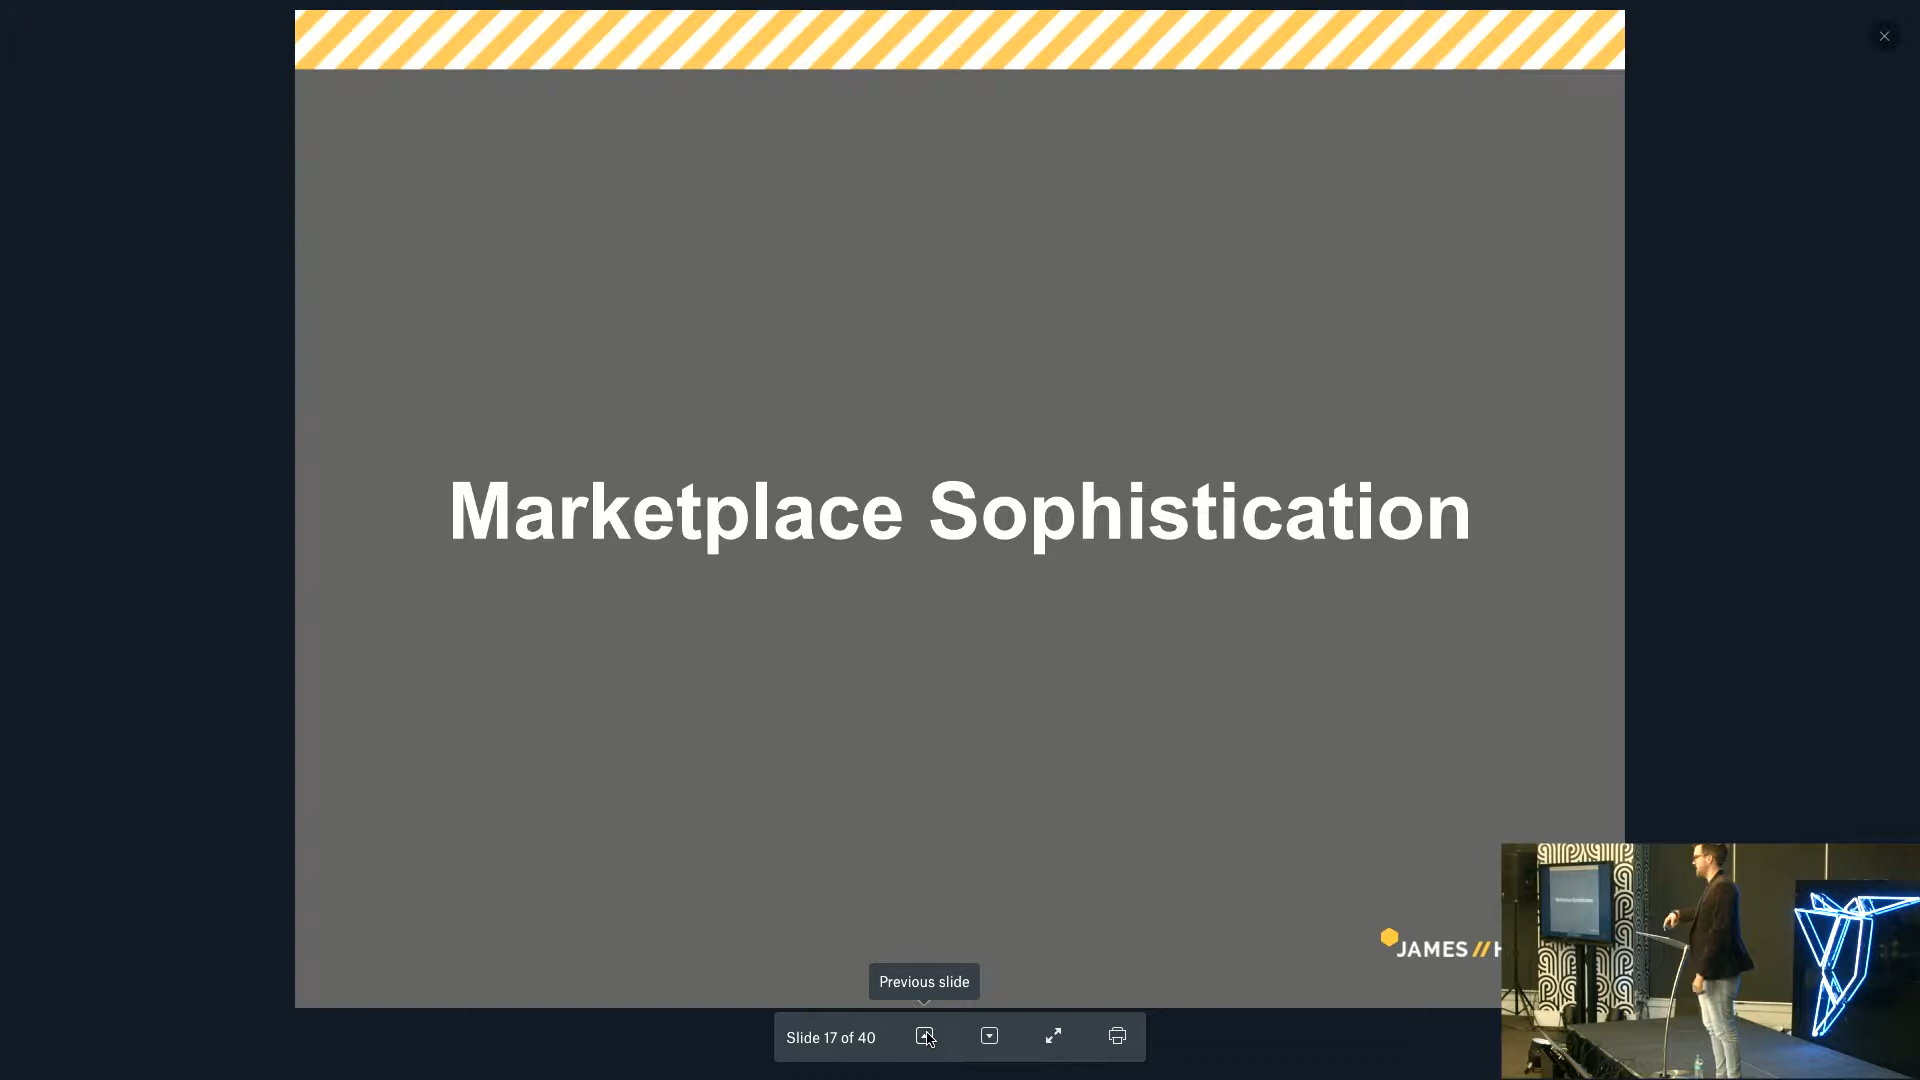 Marketplace Sophistication
JAMES//
Previous slide
Slide 17 of 40